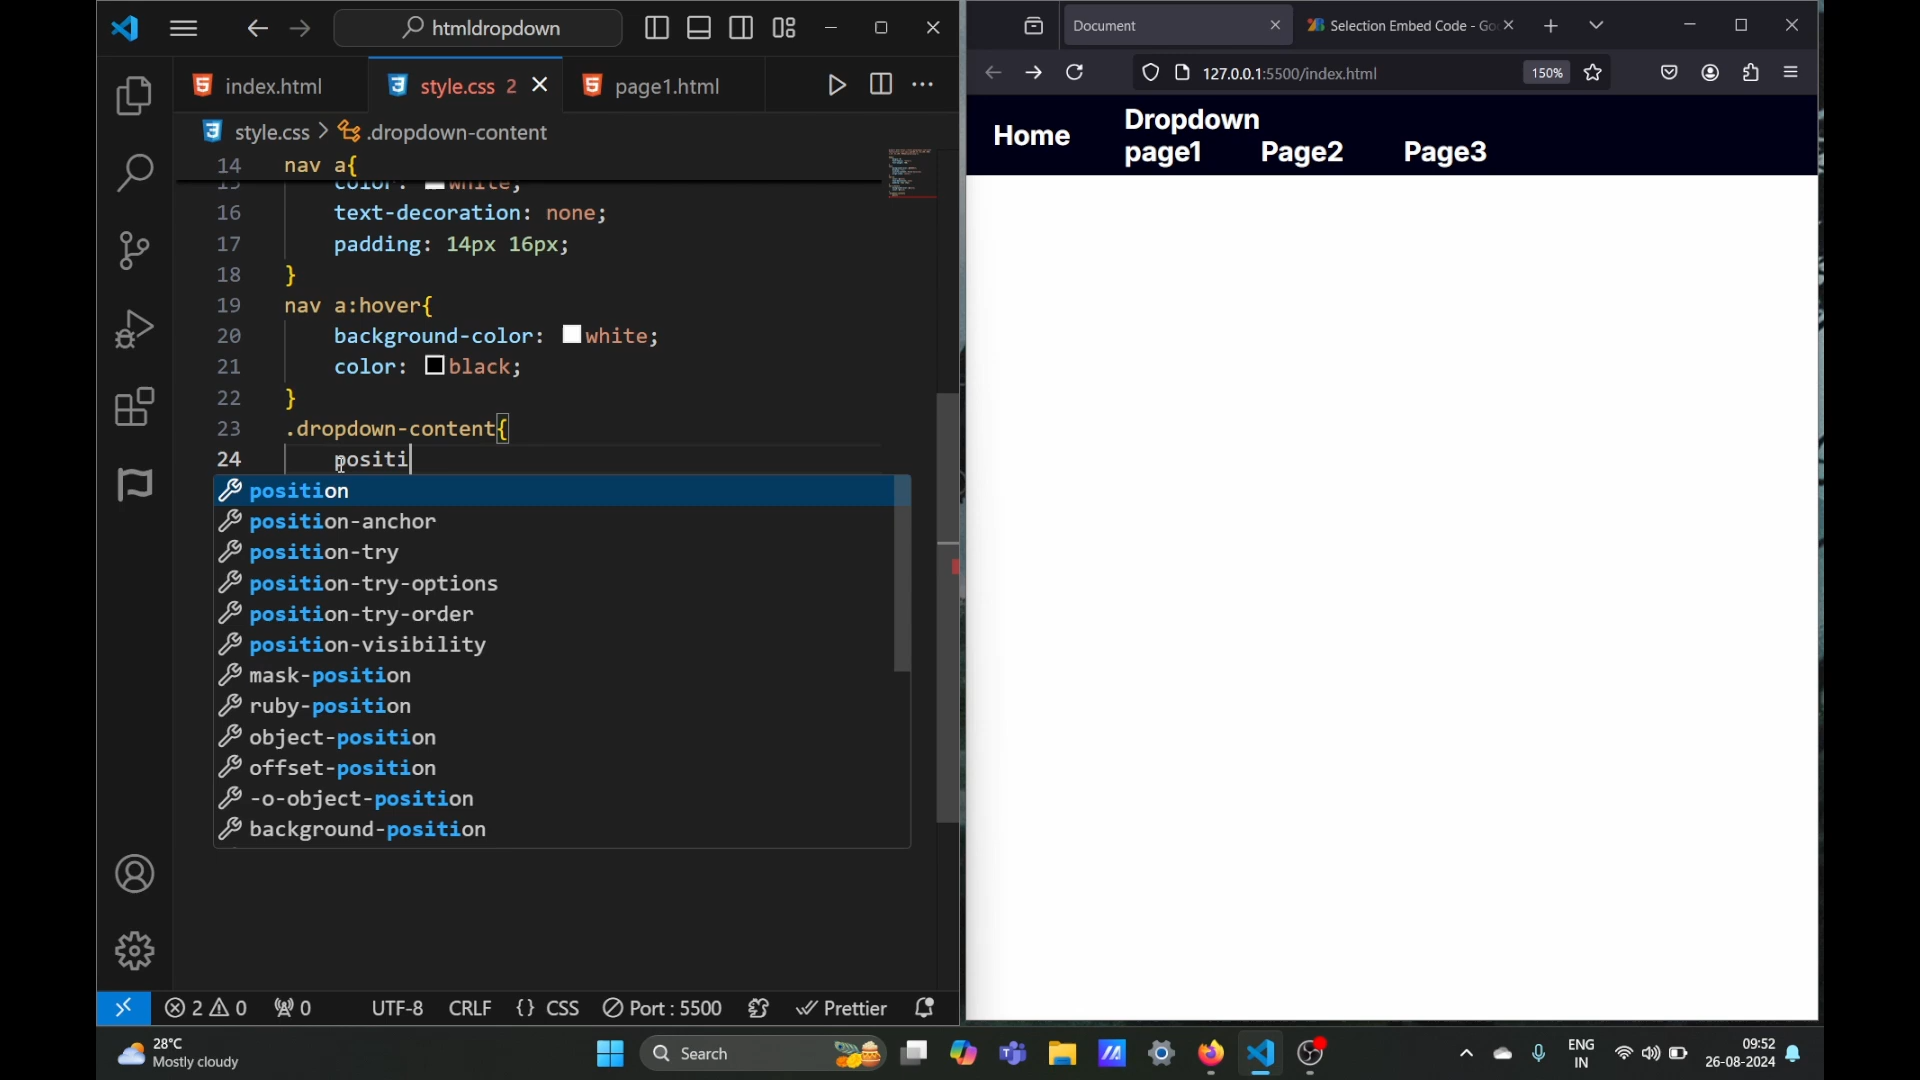 htmldropdown
index.html
style.css 2
page1.html
style.css > .dropdown-content
14 nav a{
color: white;
16 text-decoration: none;
17 padding: 14px 16px;
18 }
19 nav a:hover{
20 background-color: white;
21 color: black;
22 }
23 .dropdown-content{
24 positi
position
position-anchor
position-try
position-try-options
position-try-order
position-visibility
mask-position
ruby-position
object-position
offset-position
-o-object-position
background-position
2 0
0
UTF-8
CRLF
{} CSS
Port : 5500
Prettier
Document
Selection Embed Code - Go
127.0.0.1:5500/index.html
150%
Home
Dropdown
page1 Page2 Page3
28°C
Mostly cloudy
Search
ENG
IN
09:52
26-08-2024